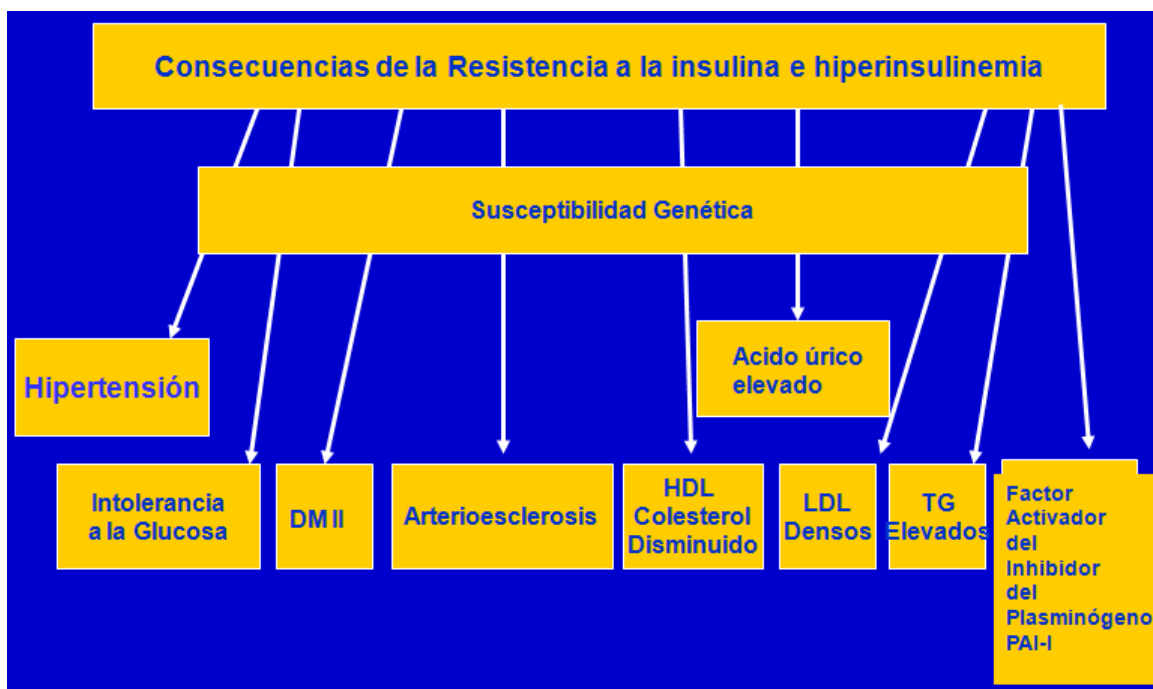 Consecuencias de la Resistencia a la insulina e hiperinsulinemia
Susceptibilidad Genética
Hipertensión
Acido úrico
elevado
Intolerancia
a la Glucosa
DM II
Arterioesclerosis
HDL
Colesterol
Disminuido
LDL
Densos
TG
Elevados
Factor
Activador
del
Inhibidor
del
Plasminógeno
PAI-I